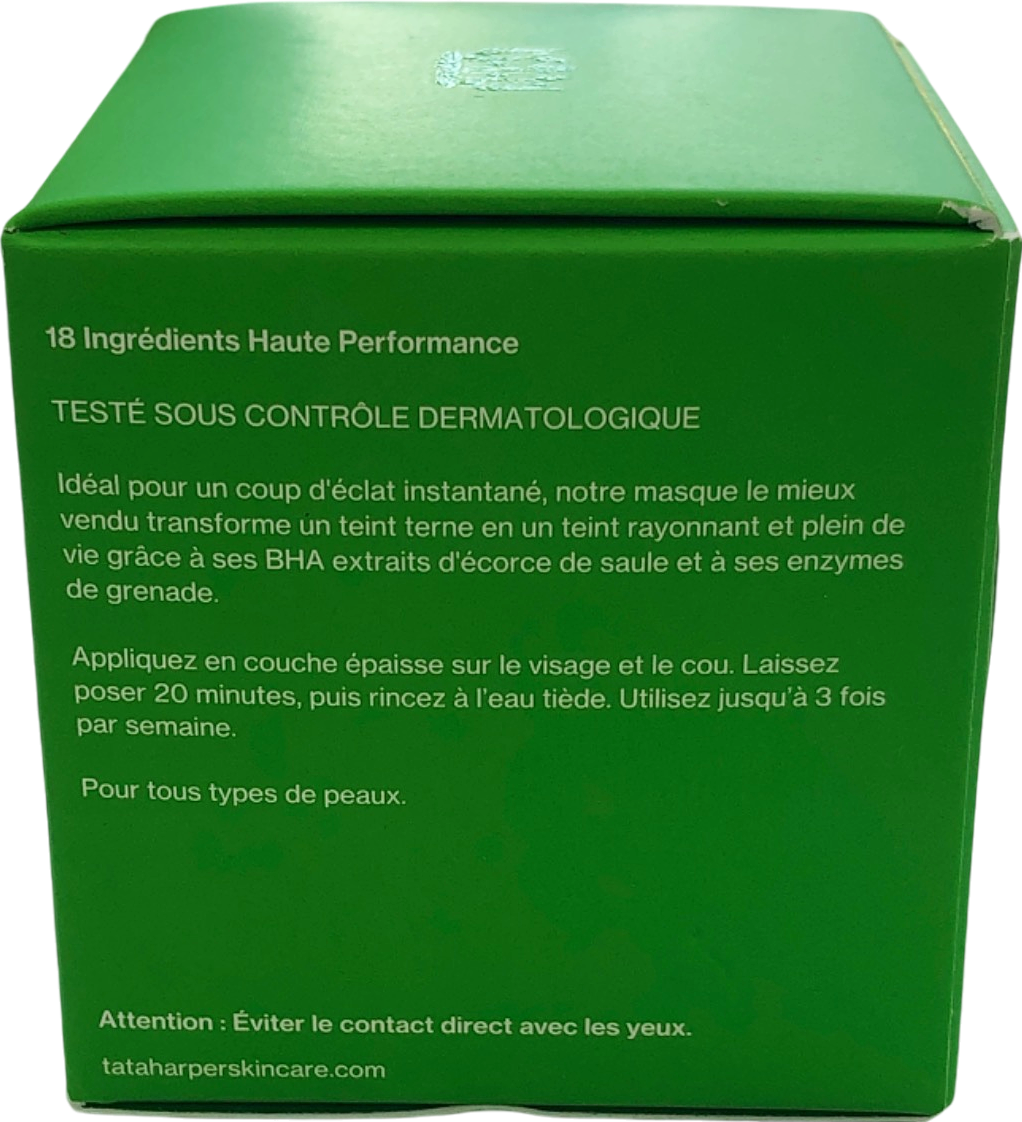 18 Ingrédients Haute Performance
TESTÉ SOUS CONTRÔLE DERMATOLOGIQUE
Idéal pour un coup d'éclat instantané, notre masque le mieux
vendu transforme un teint terne en un teint rayonnant et plein de
vie grâce à ses BHA extraits d'écorce de saule et à ses enzymes
de grenade.
Appliquez en couche épaisse sur le visage et le cou. Laissez
poser 20 minutes, puis rincez à l'eau tiède. Utilisez jusqu'à 3 fois
par semaine.
Pour tous types de peaux.
Attention : Éviter le contact direct avec les yeux.
tataharperskincare.com